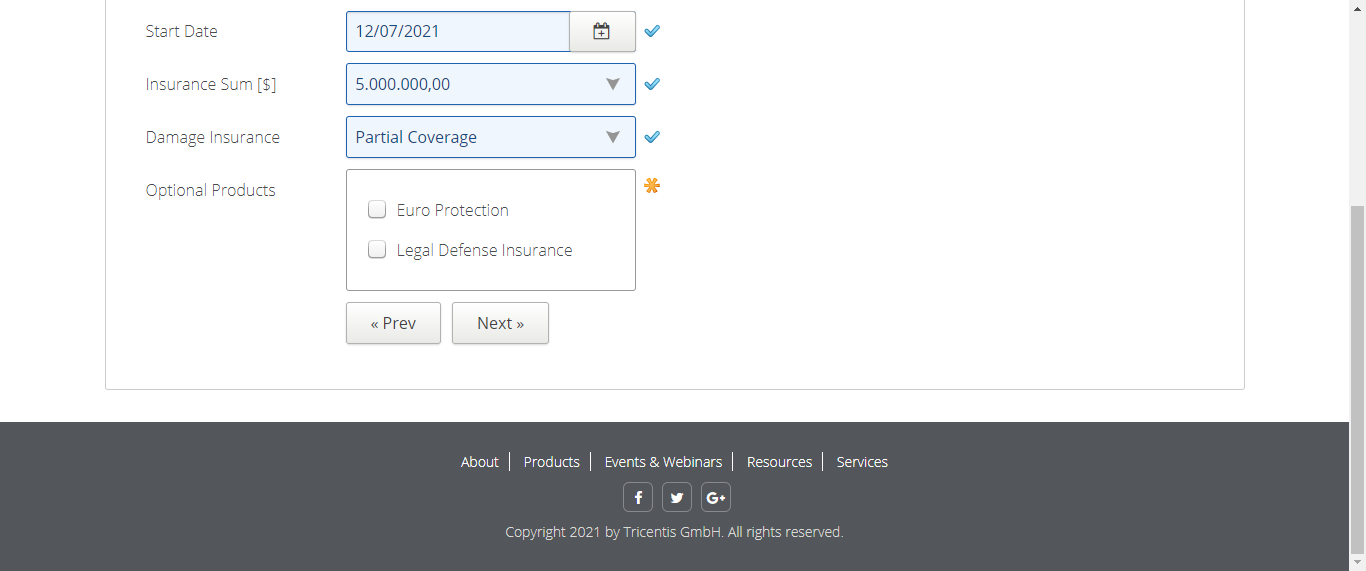 Start Date 12/07/2021
Insurance Sum [$] 5.000.000,00
Damage Insurance Partial Coverage
Optional Products
Euro Protection
Legal Defense Insurance
« Prev Next »
About Products Events & Webinars Resources Services
f G+
Copyright 2021 by Tricentis GmbH. All rights reserved.